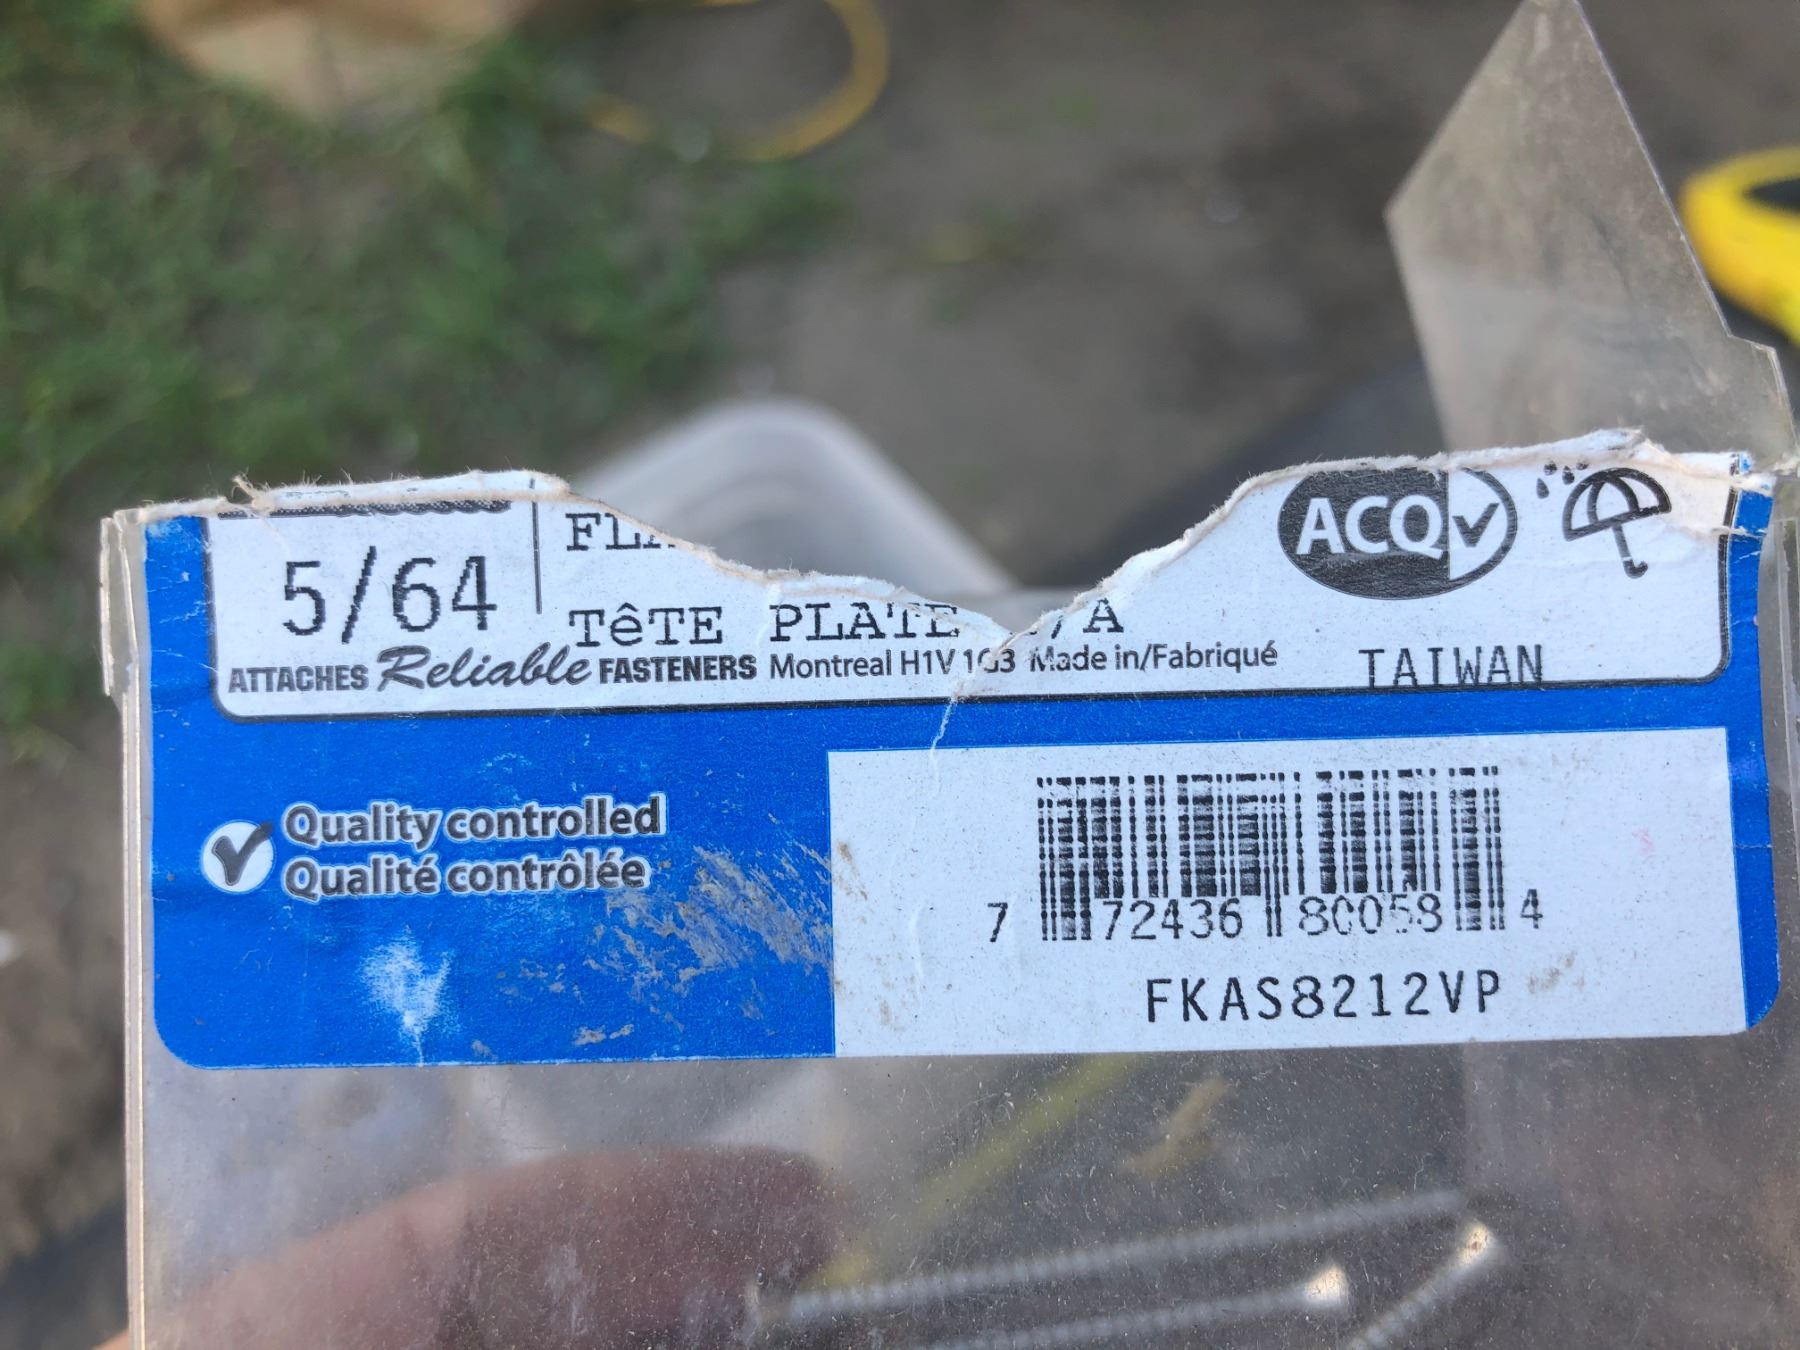 5/64
TêTE PLATE /A
ATTACHES Reliable FASTENERS Montreal H1V 1G3 Made in/Fabriqué TAIWAN
ACQ
Quality controlled
Qualité contrôlée
7 72436 80058 4
FKAS8212VP